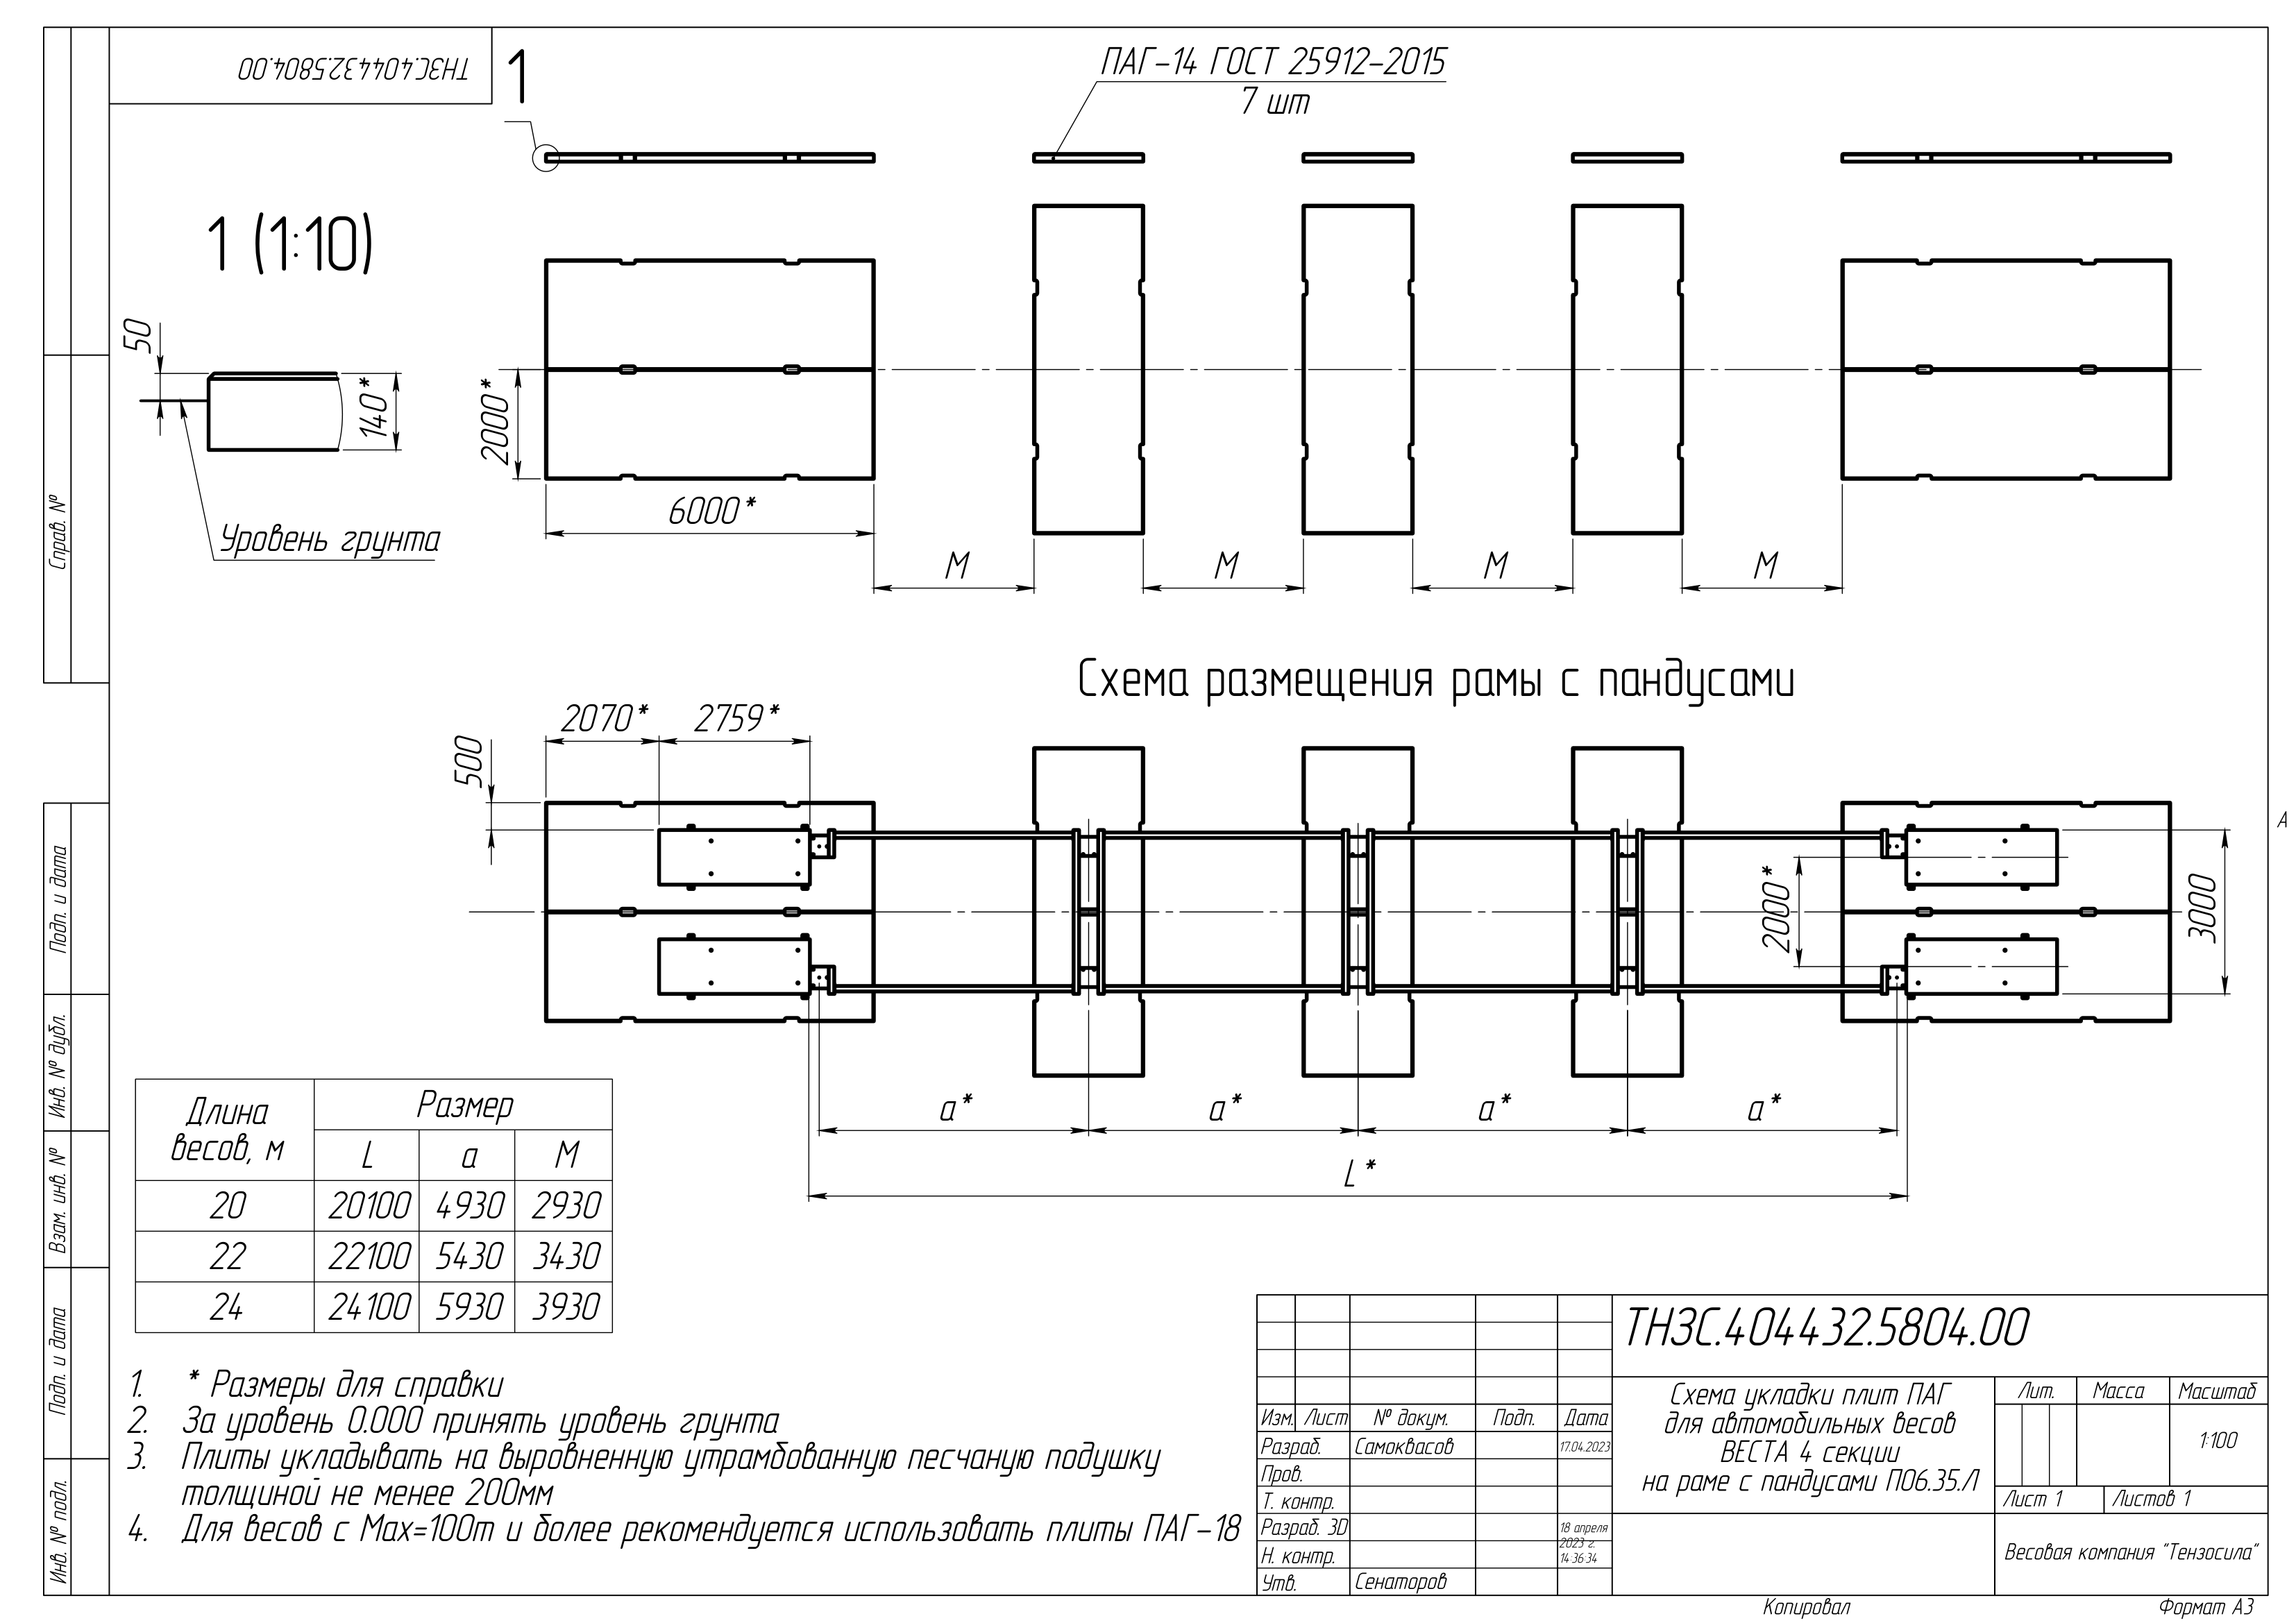 ТНЗС.404432.5804.00
1
ПАГ-14 ГОСТ 25912-2015
7 шт
1 (1:10)
50
140*
Уровень грунта
2000*
6000*
М
М
М
М
Схема размещения рамы с пандусами
2070*
2759*
500
2000*
3000
А
a*
a*
a*
a*
L*
Длина весов, м
Размер
L a М
20 20100 4930 2930
22 22100 5430 3430
24 24100 5930 3930
1. * Размеры для справки
2. За уровень 0.000 принять уровень грунта
3. Плиты укладывать на выровненную утрамбованную песчаную подушку
толщиной не менее 200мм
4. Для весов с Max=100т и более рекомендуется использовать плиты ПАГ-18
Справ. №
Подп. и дата
Инв. № дубл.
Взам. инв. №
Подп. и дата
Инв. № подл.
ТНЗС.404432.5804.00
Изм. Лист № докум. Подп. Дата
Разраб. Самоквасов 17.04.2023
Пров.
Т. контр.
Разраб. 3D 18 апреля
2023 г.
14:36:34
Н. контр.
Утв. Сенаторов
Схема укладки плит ПАГ
для автомобильных весов
ВЕСТА 4 секции
на раме с пандусами П06.35.Л
Лит. Масса Масштаб
1:100
Лист 1 Листов 1
Весовая компания "Тензосила"
Копировал
Формат А3